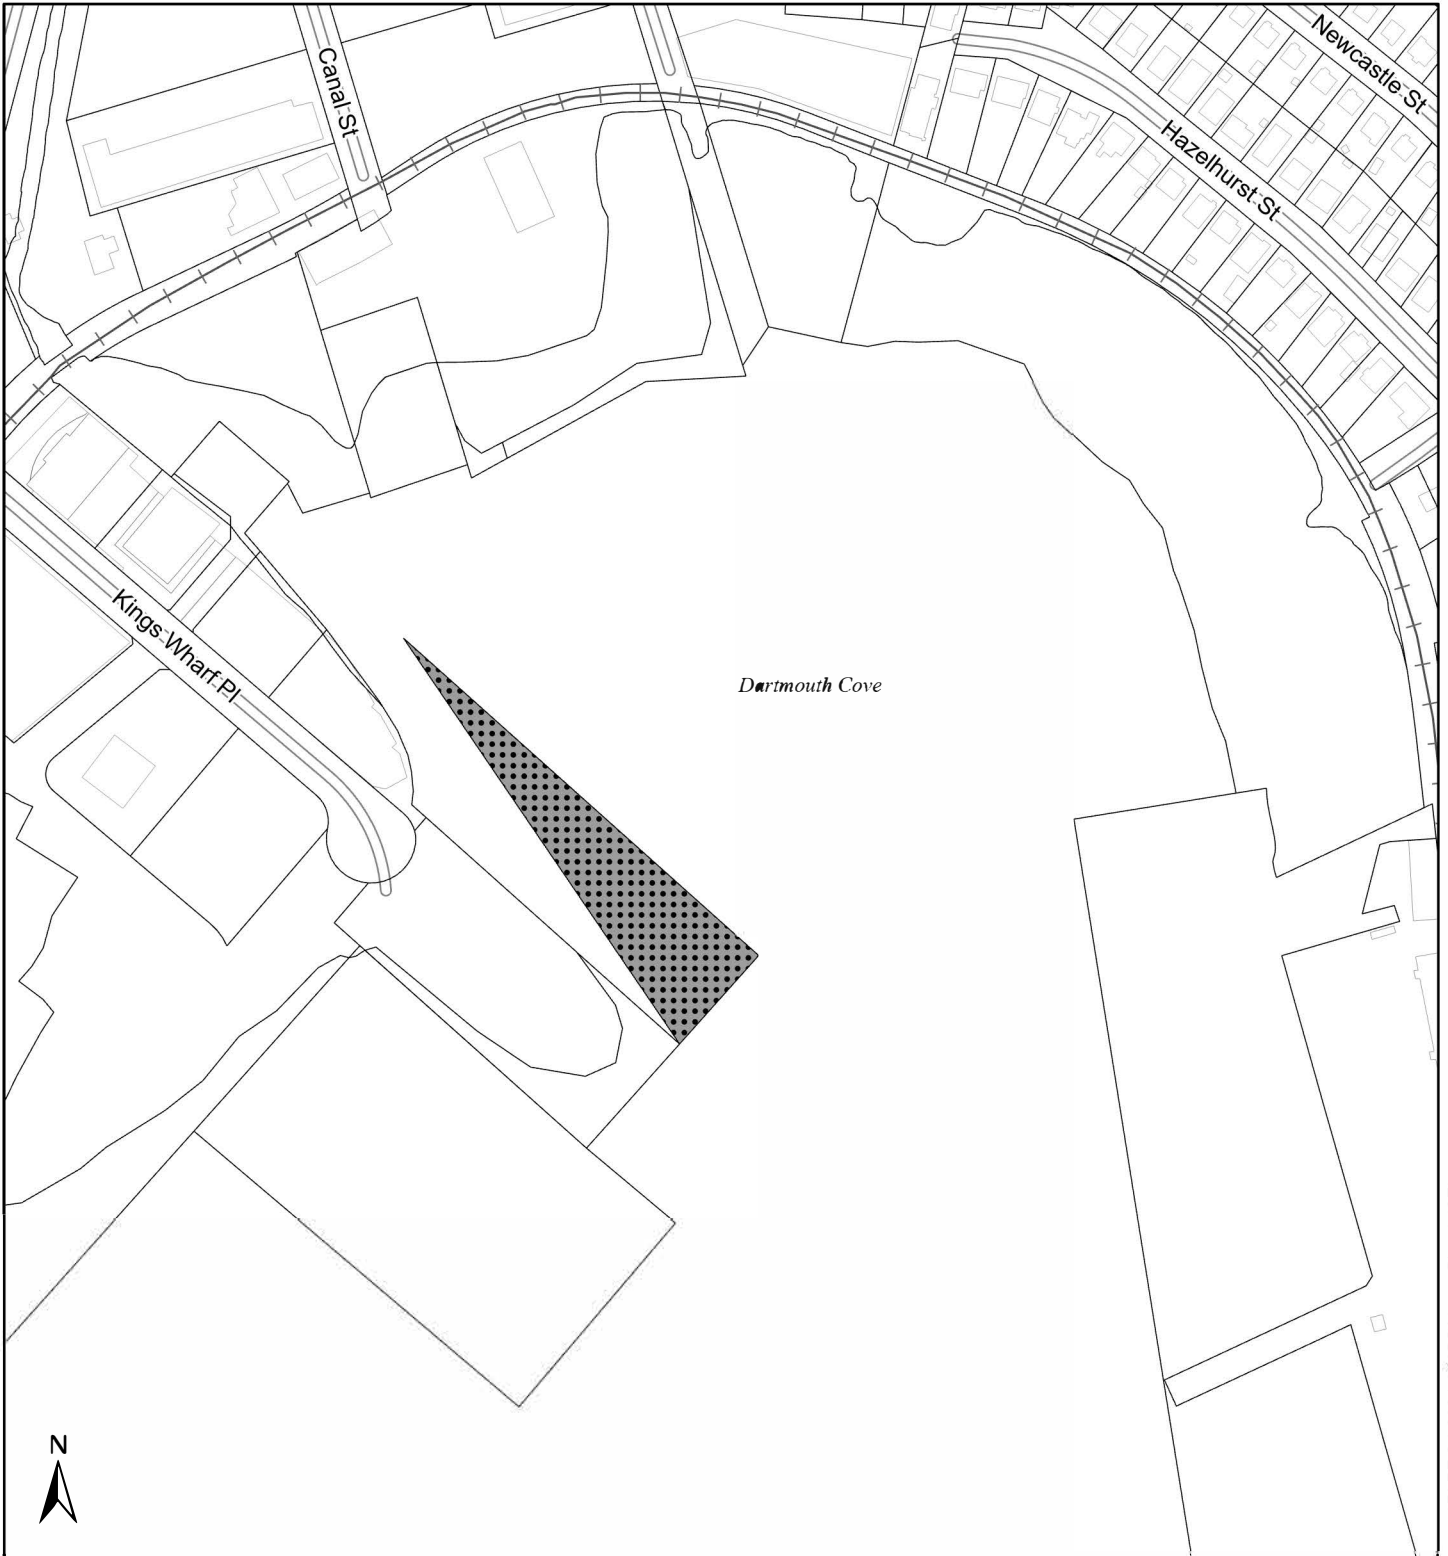 Newcastle St
Canal St
Hazelhurst St
Kings Wharf Pl
Dartmouth Cove
N